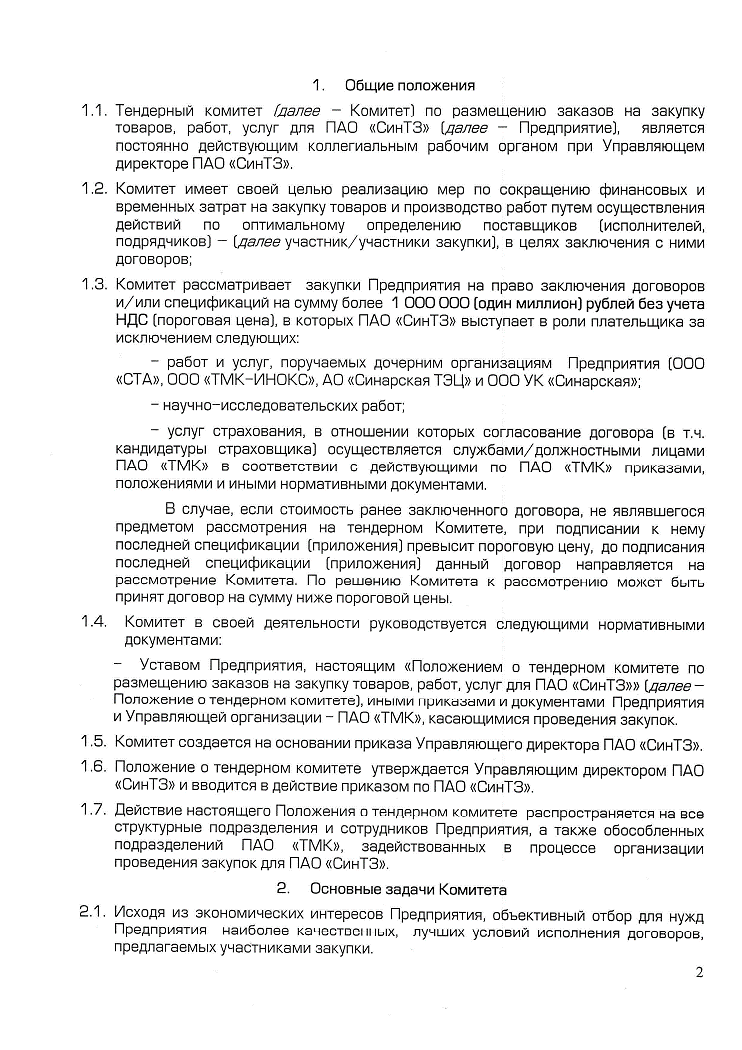 1. Общие положения
1.1. Тендерный комитет (далее – Комитет) по размещению заказов на закупку
товаров, работ, услуг для ПАО «СинТЗ» (далее – Предприятие), является
постоянно действующим коллегиальным рабочим органом при Управляющем
директоре ПАО «СинТЗ».
1.2. Комитет имеет своей целью реализацию мер по сокращению финансовых и
временных затрат на закупку товаров и производство работ путем осуществления
действий по оптимальному определению поставщиков (исполнителей,
подрядчиков) – (далее участник/участники закупки), в целях заключения с ними
договоров;
1.3. Комитет рассматривает закупки Предприятия на право заключения договоров
и/или спецификаций на сумму более 1 000 000 (один миллион) рублей без учета
НДС (пороговая цена), в которых ПАО «СинТЗ» выступает в роли плательщика за
исключением следующих:
– работ и услуг, поручаемых дочерним организациям Предприятия (ООО
«СТА», ООО «ТМК-ИНОКС», АО «Синарская ТЭЦ» и ООО УК «Синарская»;
– научно-исследовательских работ;
– услуг страхования, в отношении которых согласование договора (в т.ч.
кандидатуры страховщика) осуществляется службами/должностными лицами
ПАО «ТМК» в соответствии с действующими по ПАО «ТМК» приказами,
положениями и иными нормативными документами.
В случае, если стоимость ранее заключенного договора, не являвшегося
предметом рассмотрения на тендерном Комитете, при подписании к нему
последней спецификации (приложения) превысит пороговую цену, до подписания
последней спецификации (приложения) данный договор направляется на
рассмотрение Комитета. По решению Комитета к рассмотрению может быть
принят договор на сумму ниже пороговой цены.
1.4. Комитет в своей деятельности руководствуется следующими нормативными
документами:
– Уставом Предприятия, настоящим «Положением о тендерном комитете по
размещению заказов на закупку товаров, работ, услуг для ПАО «СинТЗ»» (далее –
Положение о тендерном комитете), иными приказами и документами Предприятия
и Управляющей организации – ПАО «ТМК», касающимися проведения закупок.
1.5. Комитет создается на основании приказа Управляющего директора ПАО «СинТЗ».
1.6. Положение о тендерном комитете утверждается Управляющим директором ПАО
«СинТЗ» и вводится в действие приказом по ПАО «СинТЗ».
1.7. Действие настоящего Положения о тендерном комитете распространяется на все
структурные подразделения и сотрудников Предприятия, а также обособленных
подразделений ПАО «ТМК», задействованных в процессе организации
проведения закупок для ПАО «СинТЗ».
2. Основные задачи Комитета
2.1. Исходя из экономических интересов Предприятия, объективный отбор для нужд
Предприятия наиболее качественных, лучших условий исполнения договоров,
предлагаемых участниками закупки.
2